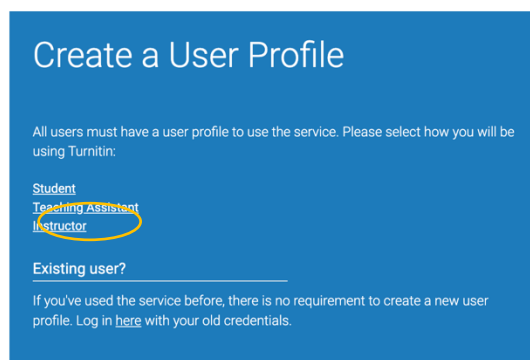 Create a User Profile
All users must have a user profile to use the service. Please select how you will be
using Turnitin:
Student
Teaching Assistant
Instructor
Existing user?
If you've used the service before, there is no requirement to create a new user
profile. Log in here with your old credentials.